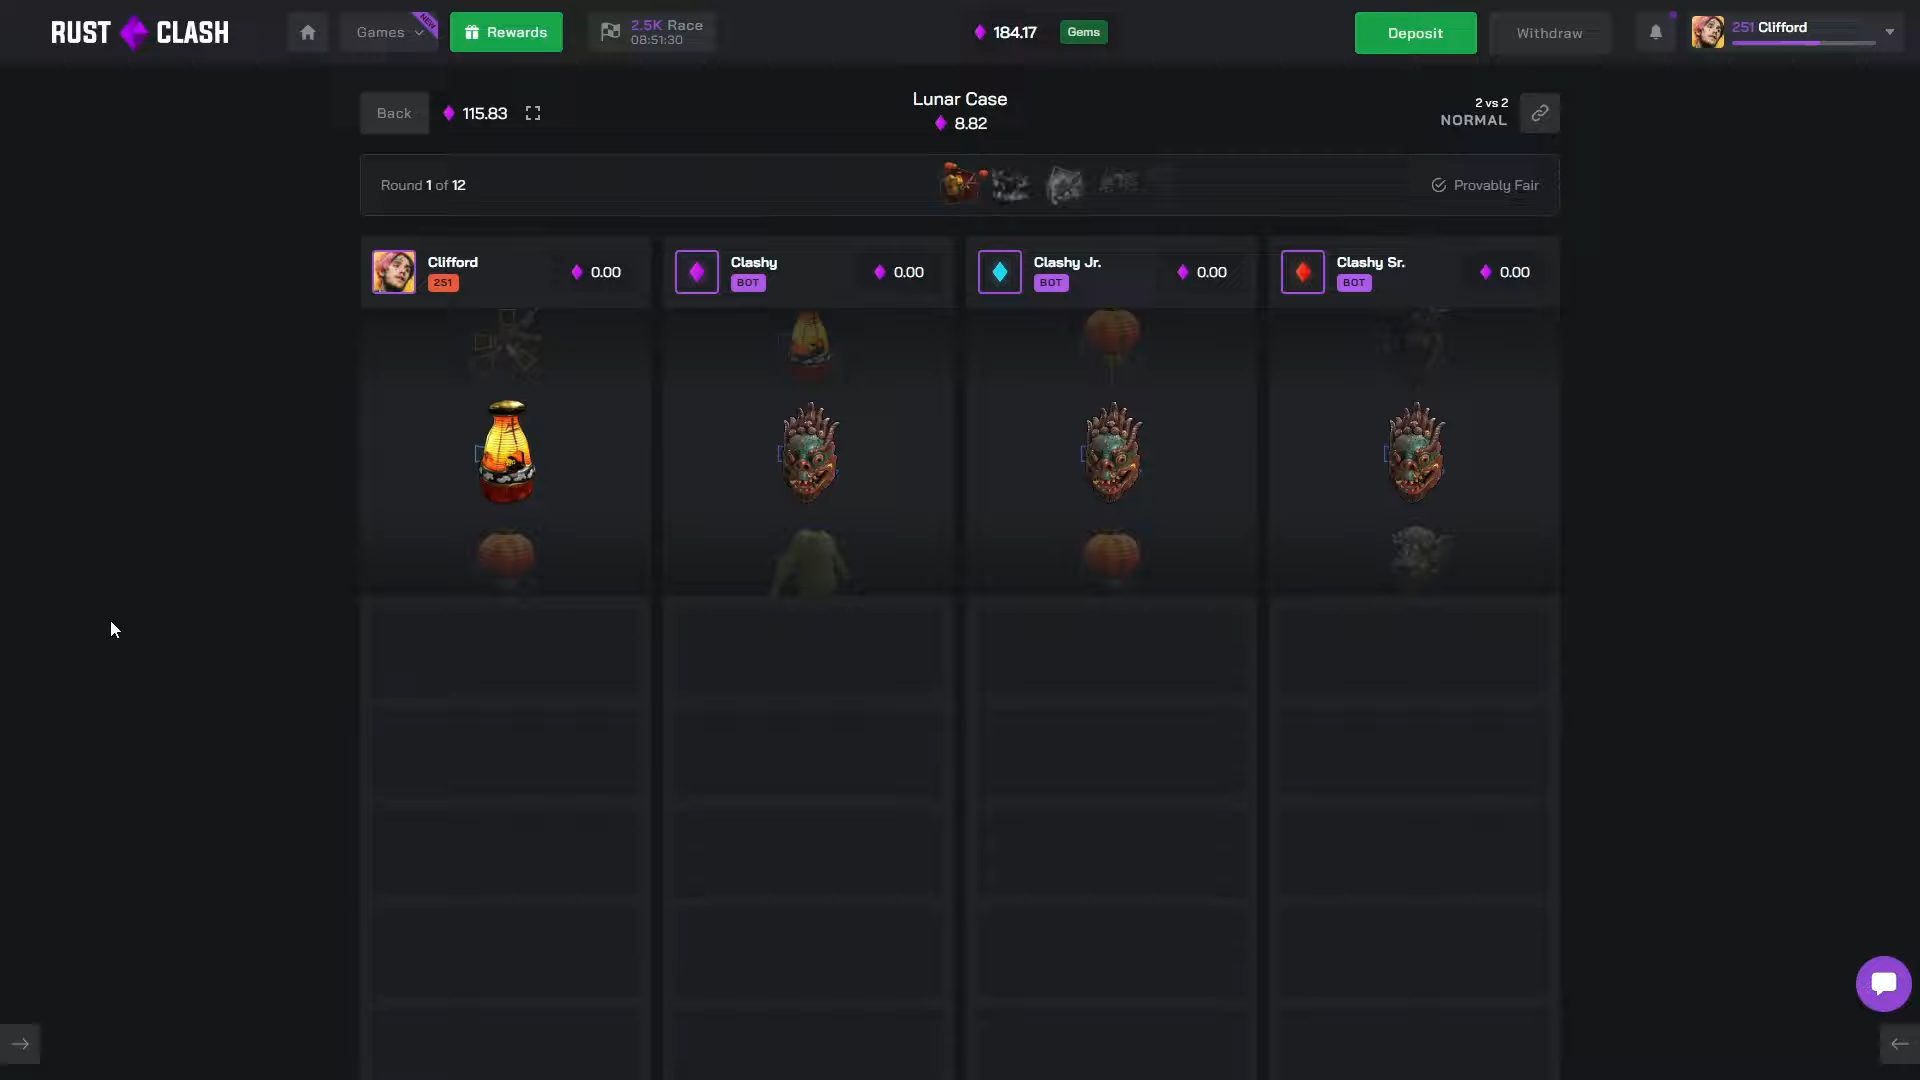 RUST CLASH
Games
NEW
Rewards
2.5K Race
08:51:30
184.17
Gems
Deposit
Withdraw
251 Clifford
Back
115.83
Lunar Case
8.82
2 vs 2
NORMAL
Round 1 of 12
Provably Fair
Clifford
251
0.00
Clashy
BOT
0.00
Clashy Jr.
BOT
0.00
Clashy Sr.
BOT
0.00